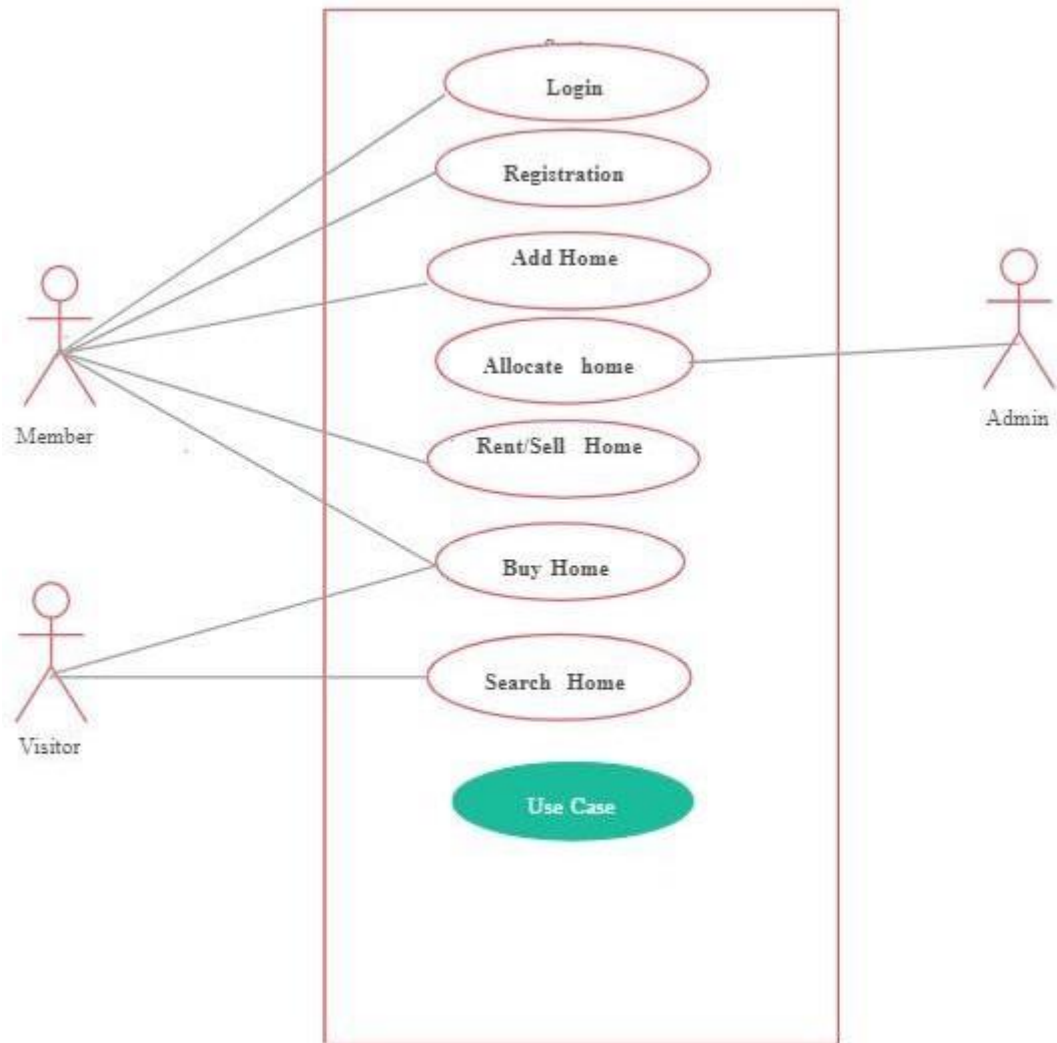 Login
Registration
Add Home
Allocate home
Admin
Member
Rent/Sell Home
Buy Home
Search Home
Visitor
Use Case